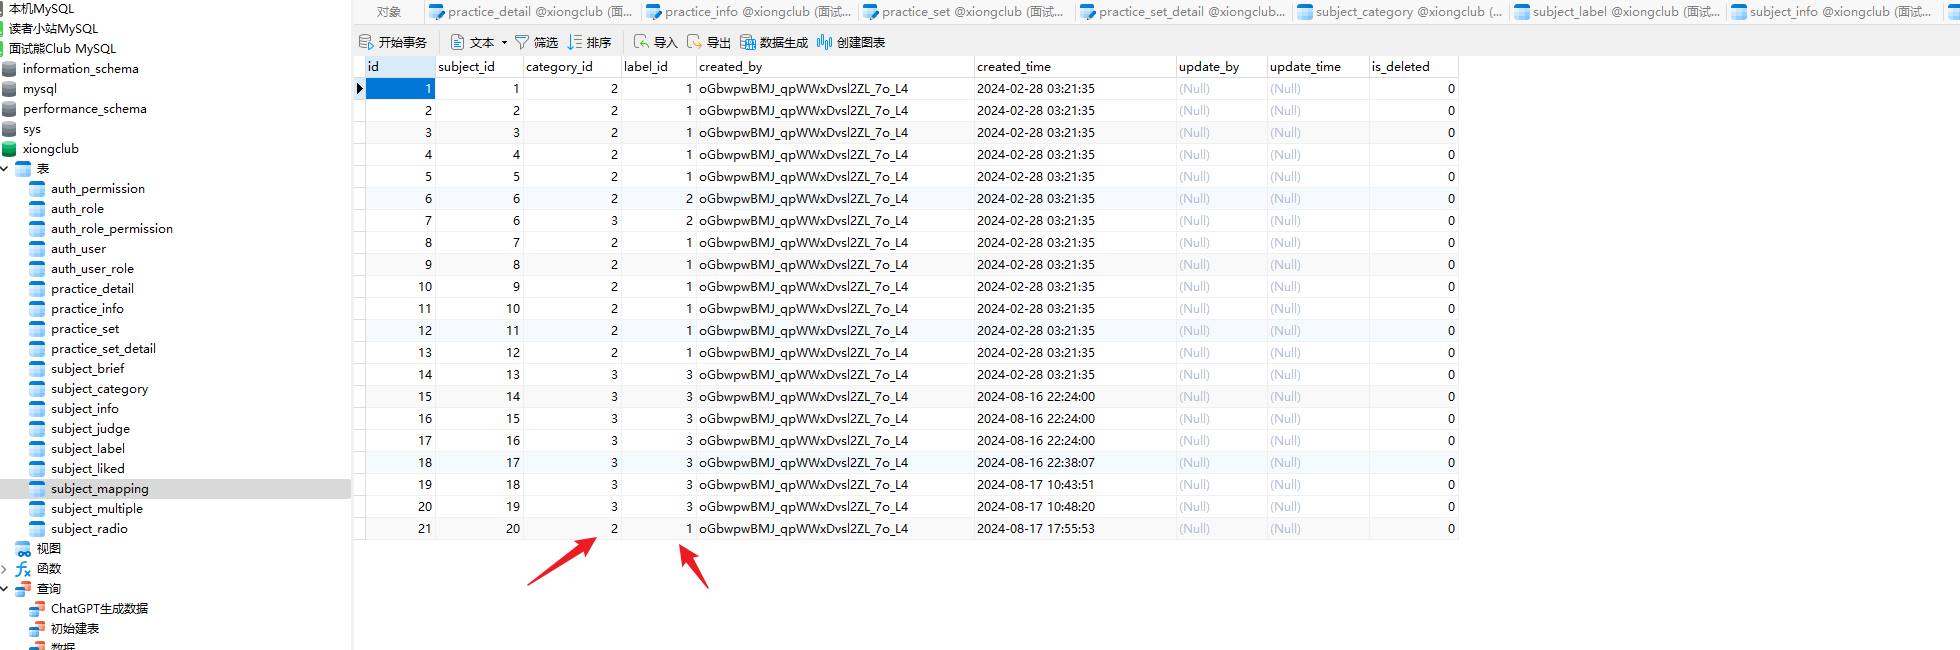 本机MySQL
读者小站MySQL
面试熊Club MySQL
information_schema
mysql
performance_schema
sys
xiongclub
表
auth_permission
auth_role
auth_role_permission
auth_user
auth_user_role
practice_detail
practice_info
practice_set
practice_set_detail
subject_brief
subject_category
subject_info
subject_judge
subject_label
subject_liked
subject_mapping
subject_multiple
subject_radio
视图
函数
查询
ChatGPT生成数据
初始建表
数据
对象 practice_detail @xiongclub (面... practice_info @xiongclub (面试... practice_set @xiongclub (面试... practice_set_detail @xiongclub... subject_category @xiongclub (... subject_label @xiongclub (面试... subject_info @xiongclub (面试...
开始事务 文本 筛选 排序 导入 导出 数据生成 创建图表
id subject_id category_id label_id created_by created_time update_by update_time is_deleted
1 1 2 1 oGbwpwBMJ_qpWWxDvsl2ZL_7o_L4 2024-02-28 03:21:35 (Null) (Null) 0
2 2 2 1 oGbwpwBMJ_qpWWxDvsl2ZL_7o_L4 2024-02-28 03:21:35 (Null) (Null) 0
3 3 2 1 oGbwpwBMJ_qpWWxDvsl2ZL_7o_L4 2024-02-28 03:21:35 (Null) (Null) 0
4 4 2 1 oGbwpwBMJ_qpWWxDvsl2ZL_7o_L4 2024-02-28 03:21:35 (Null) (Null) 0
5 5 2 1 oGbwpwBMJ_qpWWxDvsl2ZL_7o_L4 2024-02-28 03:21:35 (Null) (Null) 0
6 6 2 2 oGbwpwBMJ_qpWWxDvsl2ZL_7o_L4 2024-02-28 03:21:35 (Null) (Null) 0
7 6 3 2 oGbwpwBMJ_qpWWxDvsl2ZL_7o_L4 2024-02-28 03:21:35 (Null) (Null) 0
8 7 2 1 oGbwpwBMJ_qpWWxDvsl2ZL_7o_L4 2024-02-28 03:21:35 (Null) (Null) 0
9 8 2 1 oGbwpwBMJ_qpWWxDvsl2ZL_7o_L4 2024-02-28 03:21:35 (Null) (Null) 0
10 9 2 1 oGbwpwBMJ_qpWWxDvsl2ZL_7o_L4 2024-02-28 03:21:35 (Null) (Null) 0
11 10 2 1 oGbwpwBMJ_qpWWxDvsl2ZL_7o_L4 2024-02-28 03:21:35 (Null) (Null) 0
12 11 2 1 oGbwpwBMJ_qpWWxDvsl2ZL_7o_L4 2024-02-28 03:21:35 (Null) (Null) 0
13 12 2 1 oGbwpwBMJ_qpWWxDvsl2ZL_7o_L4 2024-02-28 03:21:35 (Null) (Null) 0
14 13 3 3 oGbwpwBMJ_qpWWxDvsl2ZL_7o_L4 2024-02-28 03:21:35 (Null) (Null) 0
15 14 3 3 oGbwpwBMJ_qpWWxDvsl2ZL_7o_L4 2024-08-16 22:24:00 (Null) (Null) 0
16 15 3 3 oGbwpwBMJ_qpWWxDvsl2ZL_7o_L4 2024-08-16 22:24:00 (Null) (Null) 0
17 16 3 3 oGbwpwBMJ_qpWWxDvsl2ZL_7o_L4 2024-08-16 22:24:00 (Null) (Null) 0
18 17 3 3 oGbwpwBMJ_qpWWxDvsl2ZL_7o_L4 2024-08-16 22:38:07 (Null) (Null) 0
19 18 3 3 oGbwpwBMJ_qpWWxDvsl2ZL_7o_L4 2024-08-17 10:43:51 (Null) (Null) 0
20 19 3 3 oGbwpwBMJ_qpWWxDvsl2ZL_7o_L4 2024-08-17 10:48:20 (Null) (Null) 0
21 20 2 1 oGbwpwBMJ_qpWWxDvsl2ZL_7o_L4 2024-08-17 17:55:53 (Null) (Null) 0